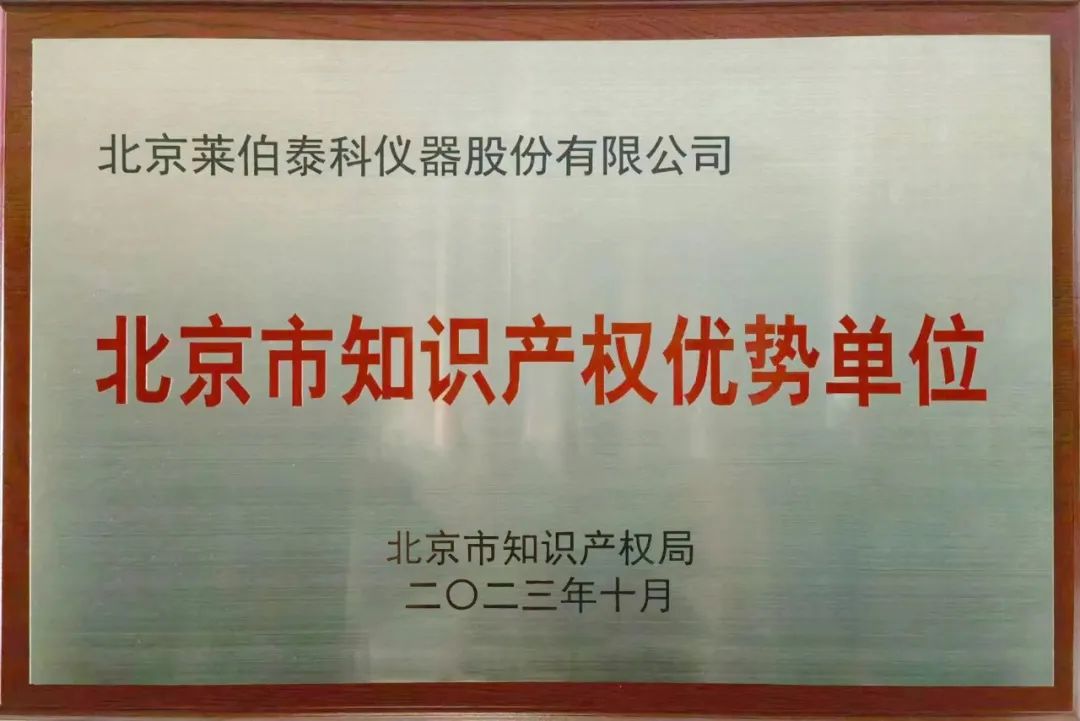 北京莱伯泰科仪器股份有限公司
北京市知识产权优势单位
北京市知识产权局
二〇二三年十月